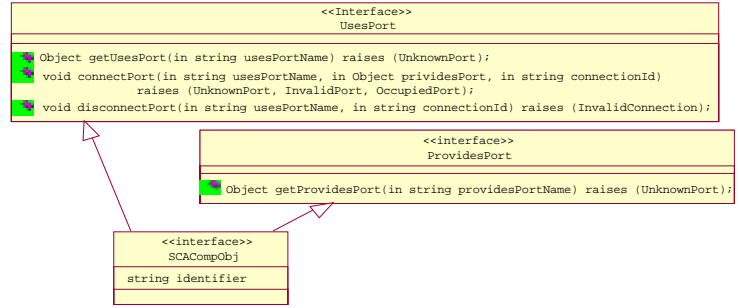 <<Interface>>
UsesPort
Object getUsesPort(in string usesPortName) raises (UnknownPort);
void connectPort(in string usesPortName, in Object prividesPort, in string connectionId)
raises (UnknownPort, InvalidPort, OccupiedPort);
void disconnectPort(in string usesPortName, in string connectionId) raises (InvalidConnection);
<<interface>>
ProvidesPort
Object getProvidesPort(in string providesPortName) raises (UnknownPort);
<<interface>>
SCACompObj
string identifier